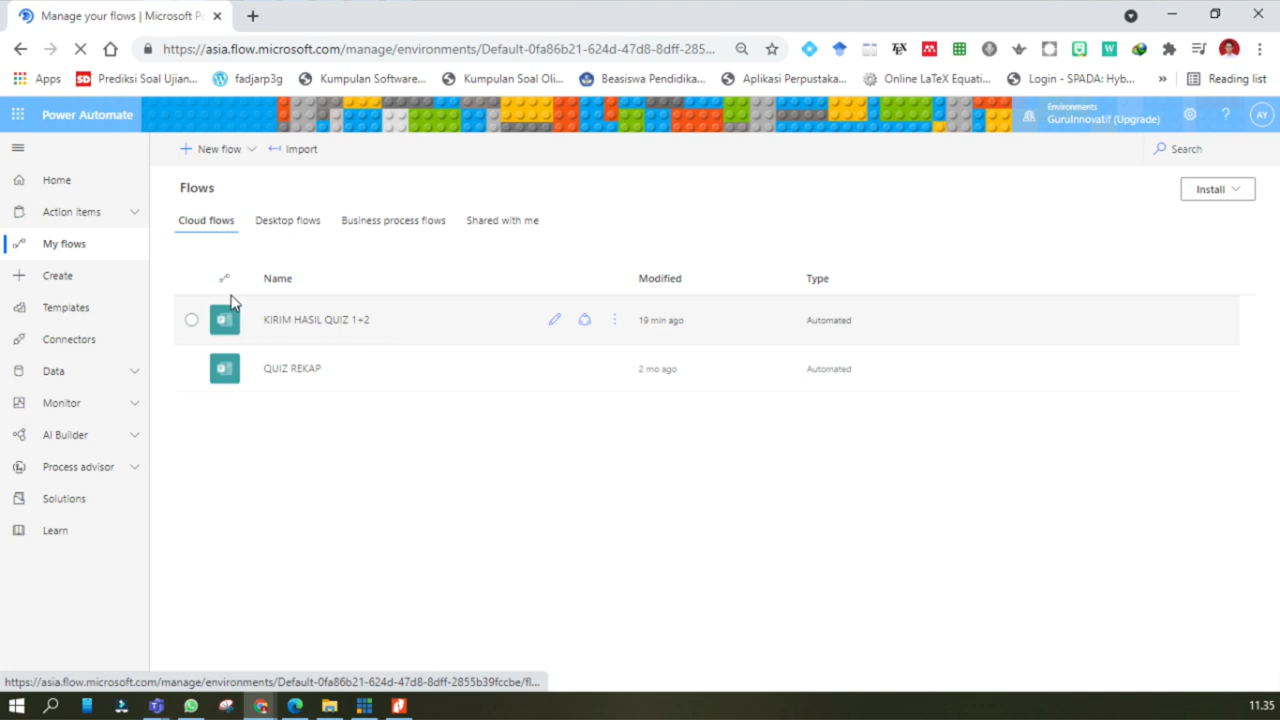 Manage your flows | Microsoft Po
https://asia.flow.microsoft.com/manage/environments/Default-0fa86b21-624d-47d8-8dff-285...
Apps
Prediksi Soal Ujian...
fadjarp3g
Kumpulan Software...
Kumpulan Soal Oli...
Beasiswa Pendidika...
Aplikasi Perpustaka...
Online LaTeX Equati...
Login - SPADA: Hyb...
Reading list
Power Automate
Environments
GuruInnovatif (Upgrade)
AY
New flow
Import
Search
Home
Action items
My flows
Create
Templates
Connectors
Data
Monitor
AI Builder
Process advisor
Solutions
Learn
Flows
Install
Cloud flows
Desktop flows
Business process flows
Shared with me
Name
Modified
Type
KIRIM HASIL QUIZ 1+2
19 min ago
Automated
QUIZ REKAP
2 mo ago
Automated
https://asia.flow.microsoft.com/manage/environments/Default-0fa86b21-624d-47d8-8dff-2855b39fccbe/fl...
11.35